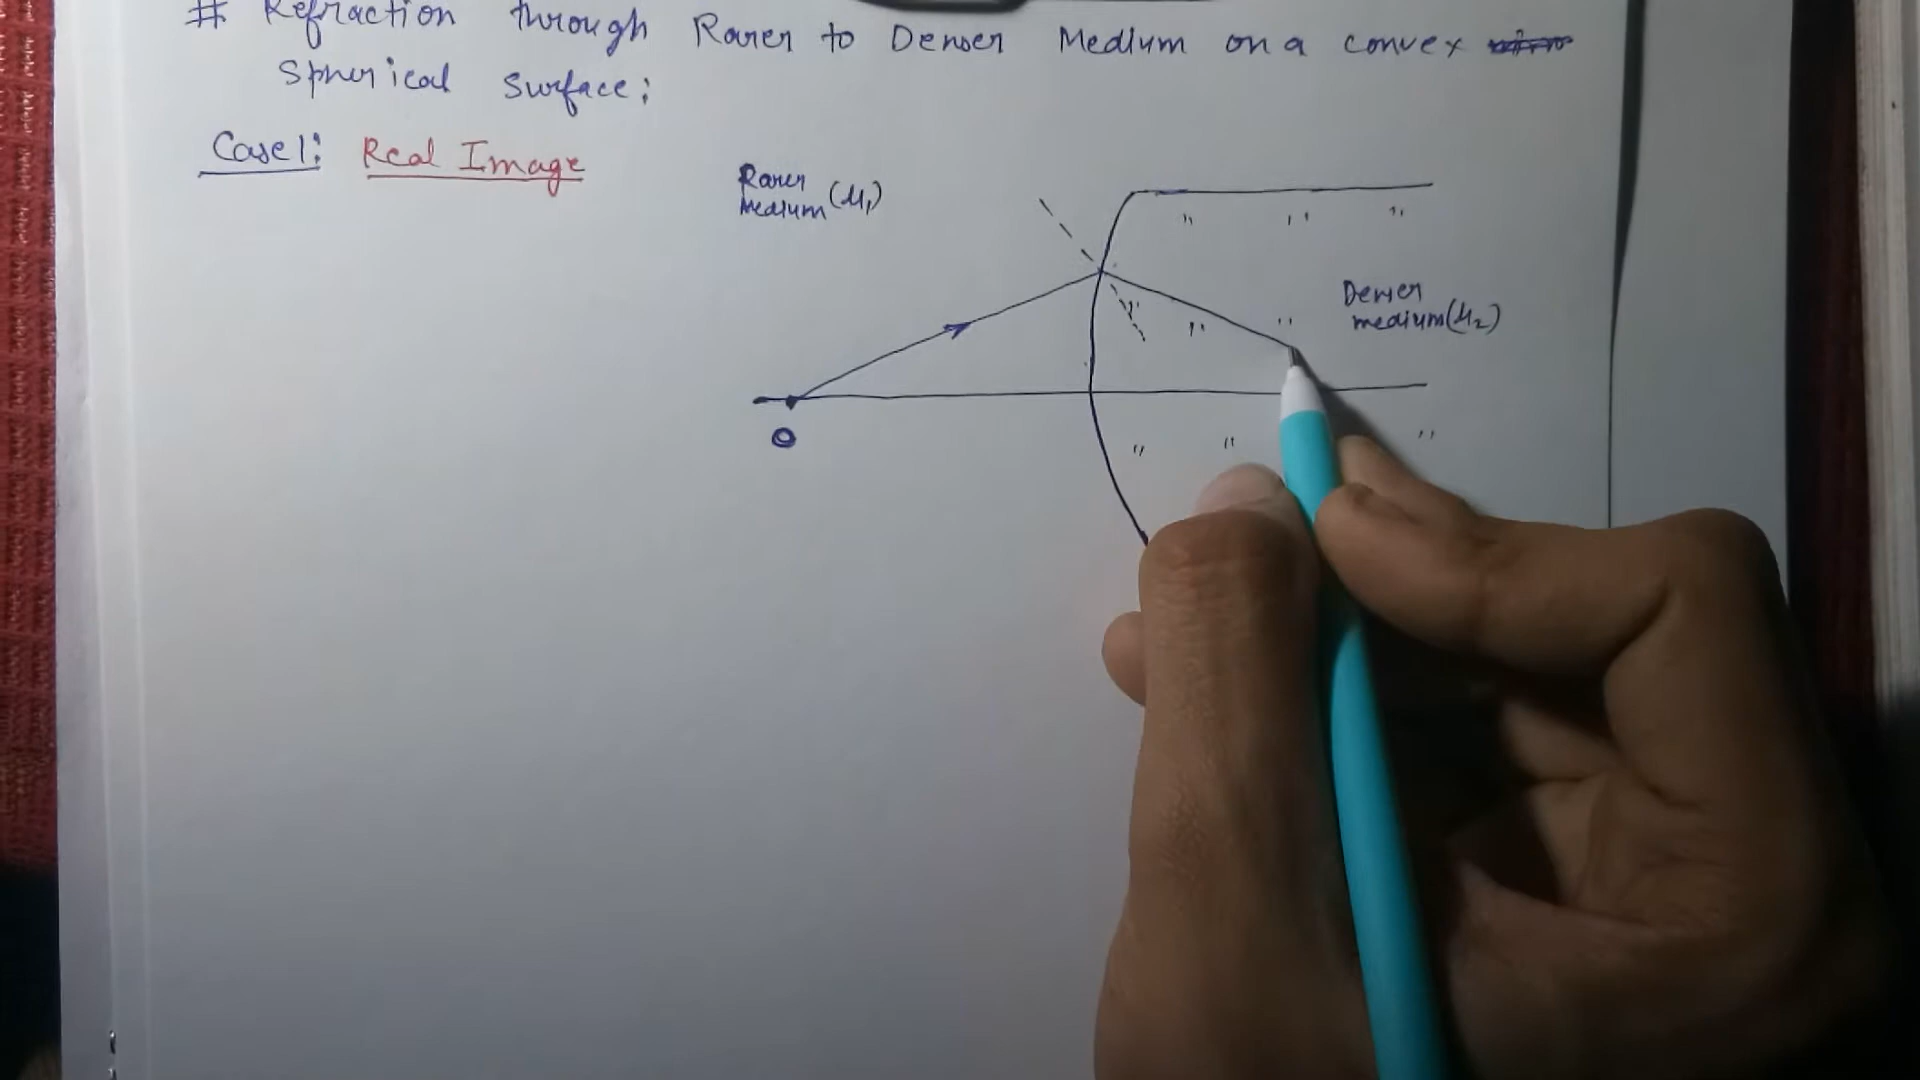 # Refraction through Rarer to Denser Medium on a convex
Spherical Surface:
Case 1: Real Image
Rarer
medium (μ₁)
Denser
medium (μ₂)
O